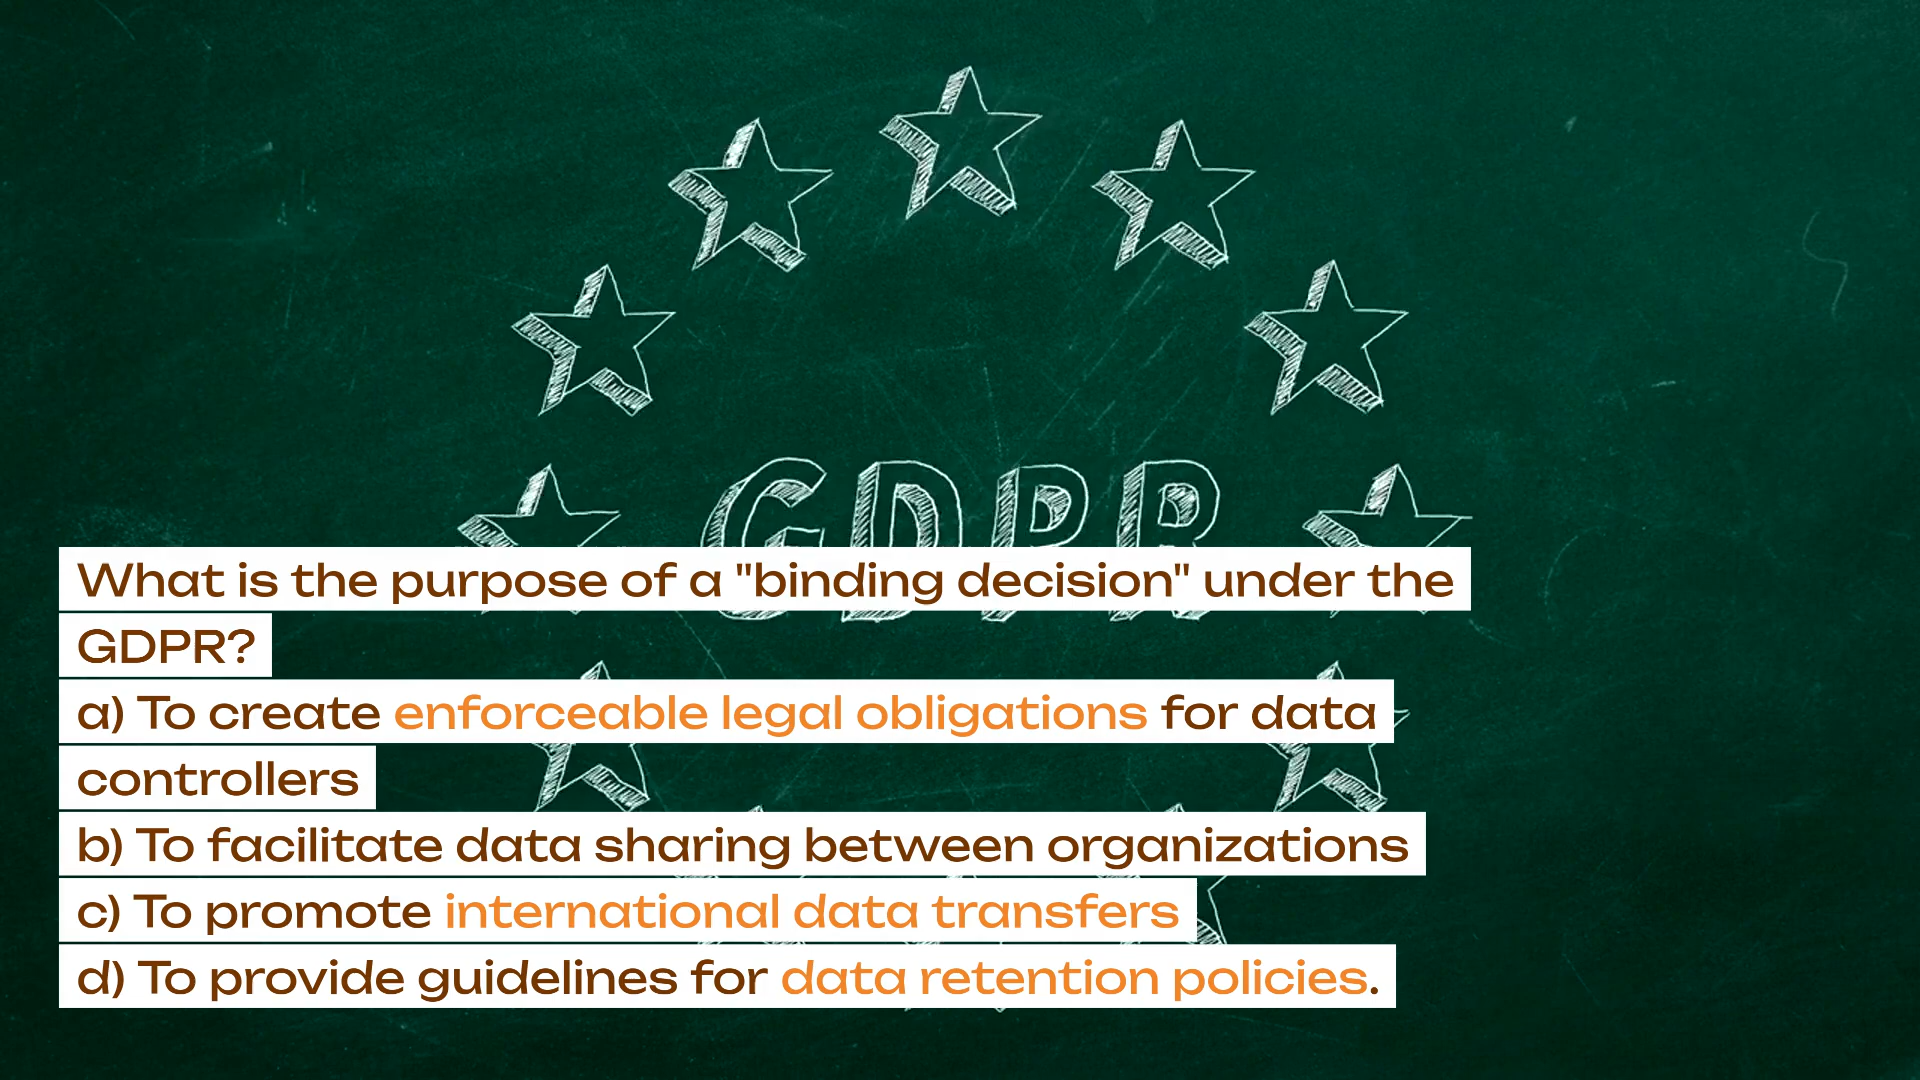 GDPR
What is the purpose of a "binding decision" under the
GDPR?
a) To create enforceable legal obligations for data
controllers
b) To facilitate data sharing between organizations
c) To promote international data transfers
d) To provide guidelines for data retention policies.